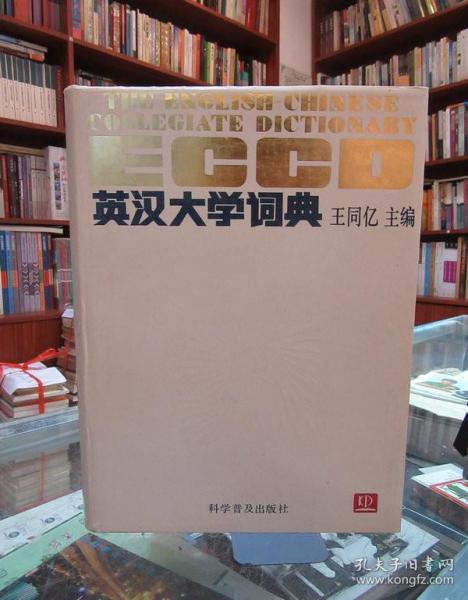 THE ENGLISH-CHINESE
COLLEGIATE DICTIONARY
ECCD
英汉大学词典 王同亿 主编
科学普及出版社
KP
孔夫子旧书网
www.kongfz.com